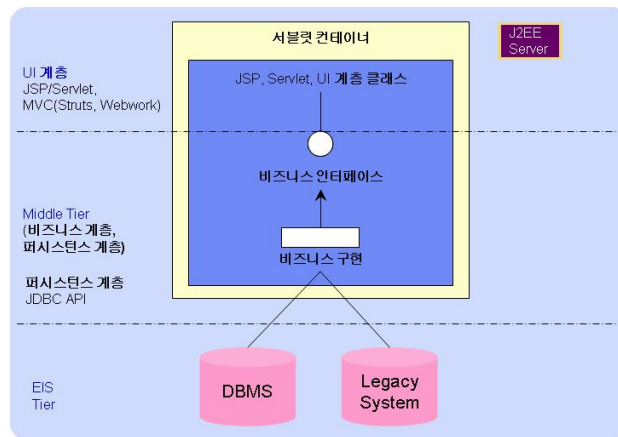 서블릿 컨테이너
J2EE
Server
UI 계층
JSP/Servlet,
MVC(Struts, Webwork)
JSP, Servlet, UI 계층 클래스
비즈니스 인터페이스
Middle Tier
(비즈니스 계층,
퍼시스턴스 계층)
비즈니스 구현
퍼시스턴스 계층
JDBC API
EIS
Tier
DBMS
Legacy
System